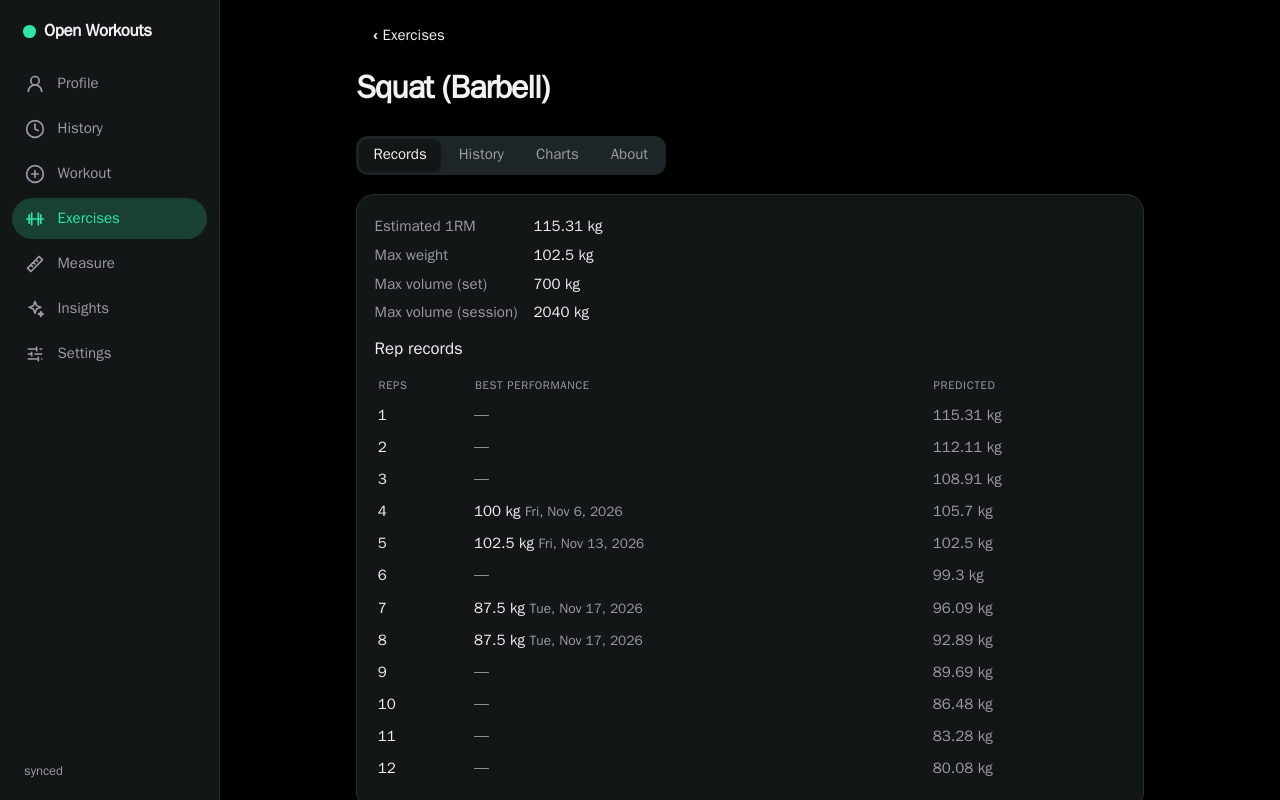 Open Workouts
Profile
History
Workout
Exercises
Measure
Insights
Settings
synced
‹ Exercises
Squat (Barbell)
Records History Charts About
Estimated 1RM 115.31 kg
Max weight 102.5 kg
Max volume (set) 700 kg
Max volume (session) 2040 kg
Rep records
REPS BEST PERFORMANCE PREDICTED
1 — 115.31 kg
2 — 112.11 kg
3 — 108.91 kg
4 100 kg Fri, Nov 6, 2026 105.7 kg
5 102.5 kg Fri, Nov 13, 2026 102.5 kg
6 — 99.3 kg
7 87.5 kg Tue, Nov 17, 2026 96.09 kg
8 87.5 kg Tue, Nov 17, 2026 92.89 kg
9 — 89.69 kg
10 — 86.48 kg
11 — 83.28 kg
12 — 80.08 kg